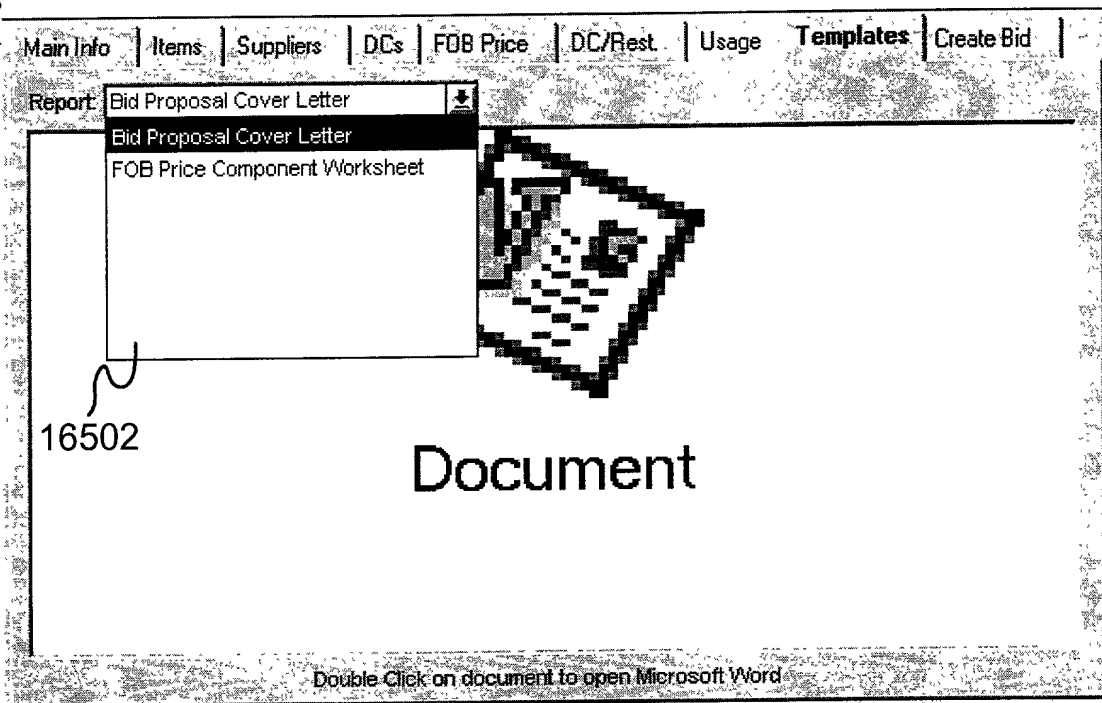 Main Info Items Suppliers DCs FOB Price DC/Rest. Usage Templates Create Bid
Report: Bid Proposal Cover Letter
Bid Proposal Cover Letter
FOB Price Component Worksheet
16502
Document
Double Click on document to open Microsoft Word